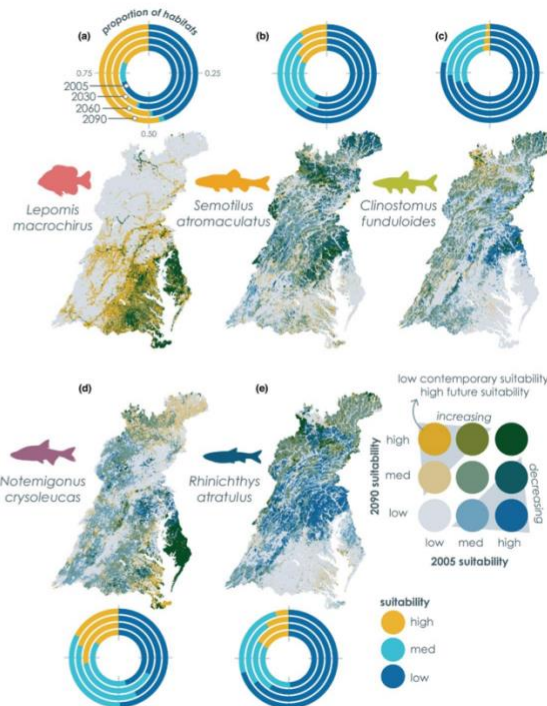 proportion of habitats
(a)
(b)
(c)
0.75
0.25
2005
2030
2060
2090
0.50
Lepomis
macrochirus
Semotilus
atromaculatus
Clinostomus
funduloides
(d)
(e)
Notemigonus
crysoleucas
Rhinichthys
atratulus
low contemporary suitability
high future suitability
increasing
high
med
low
decreasing
2090 suitability
low
med
high
2005 suitability
suitability
high
med
low